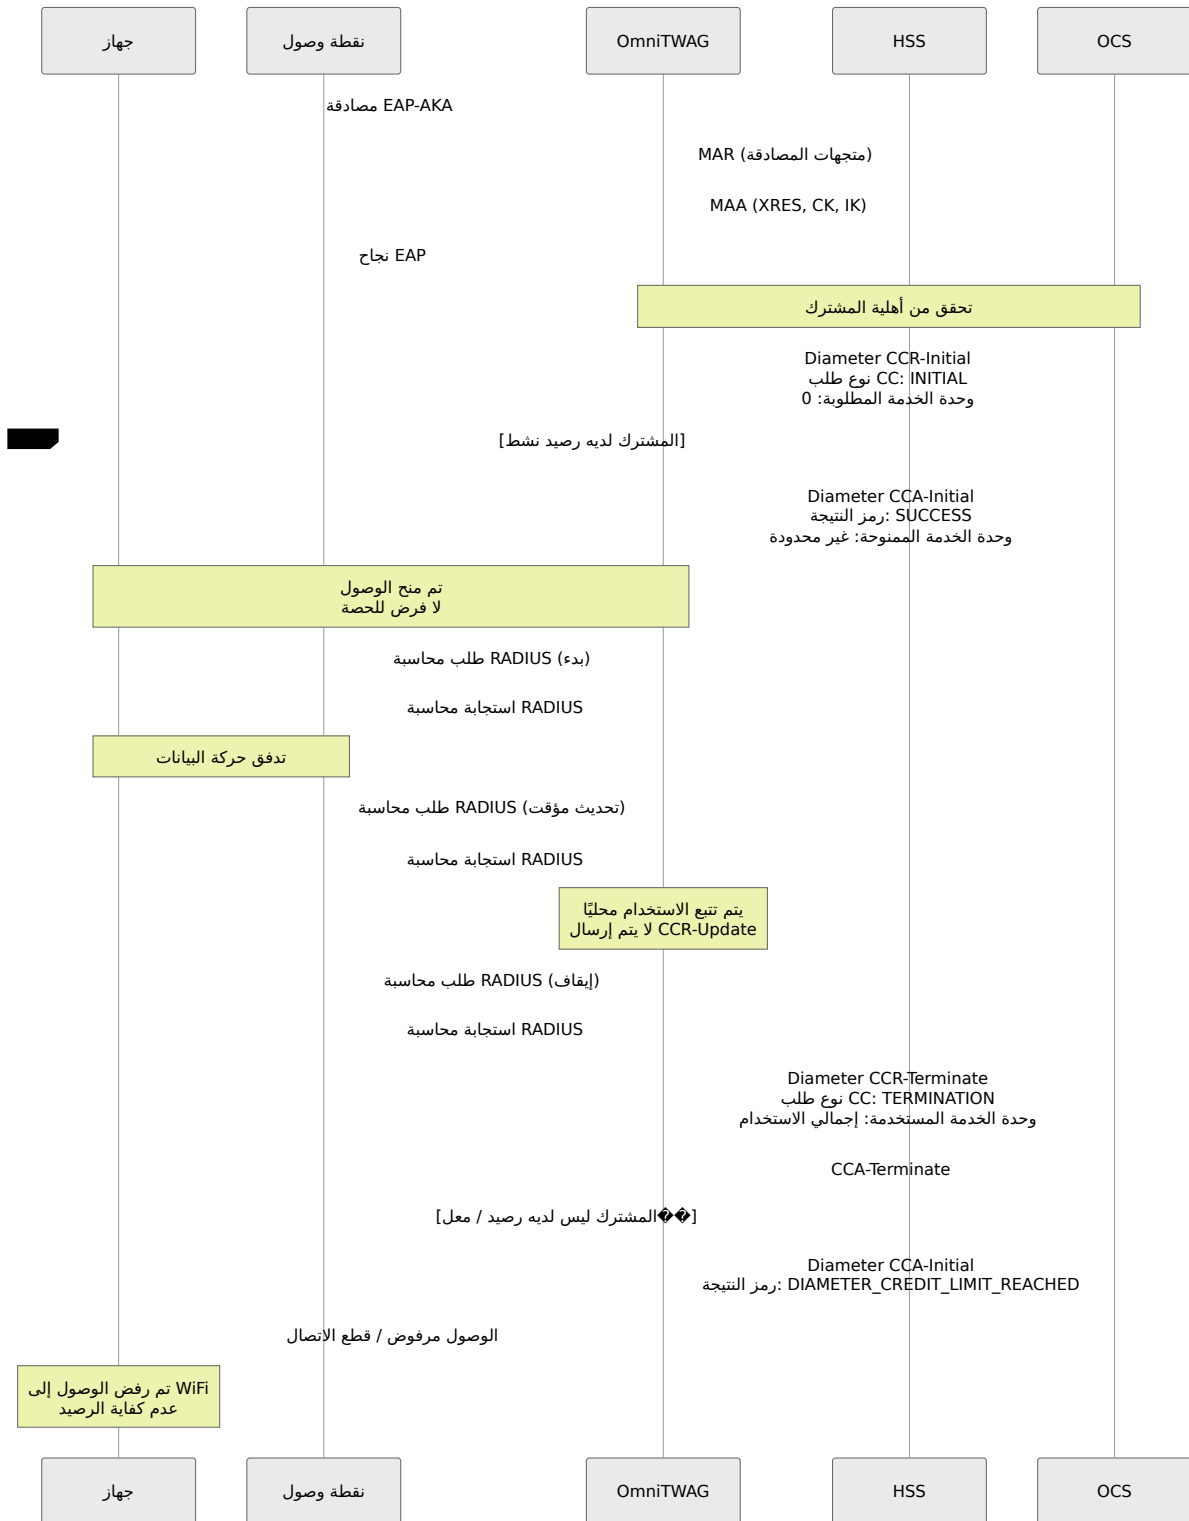 جهاز
نقطة وصول
OmniTWAG
HSS
OCS
مصادقة EAP-AKA
MAR (متجهات المصادقة)
MAA (XRES, CK, IK)
نجاح EAP
تحقق من أهلية المشترك
Diameter CCR-Initial
نوع طلب CC: INITIAL
وحدة الخدمة المطلوبة: 0
[المشترك لديه رصيد نشط]
Diameter CCA-Initial
رمز النتيجة: SUCCESS
وحدة الخدمة الممنوحة: غير محدودة
تم منح الوصول
لا فرض للحصة
طلب محاسبة RADIUS (بدء)
استجابة محاسبة RADIUS
تدفق حركة البيانات
طلب محاسبة RADIUS (تحديث مؤقت)
استجابة محاسبة RADIUS
يتم تتبع الاستخدام محليًا
لا يتم إرسال CCR-Update
طلب محاسبة RADIUS (إيقاف)
استجابة محاسبة RADIUS
Diameter CCR-Terminate
نوع طلب CC: TERMINATION
وحدة الخدمة المستخدمة: إجمالي الاستخدام
CCA-Terminate
[المشترك ليس لديه رصيد / معل��]
Diameter CCA-Initial
رمز النتيجة: DIAMETER_CREDIT_LIMIT_REACHED
الوصول مرفوض / قطع الاتصال
تم رفض الوصول إلى WiFi
عدم كفاية الرصيد
جهاز
نقطة وصول
OmniTWAG
HSS
OCS